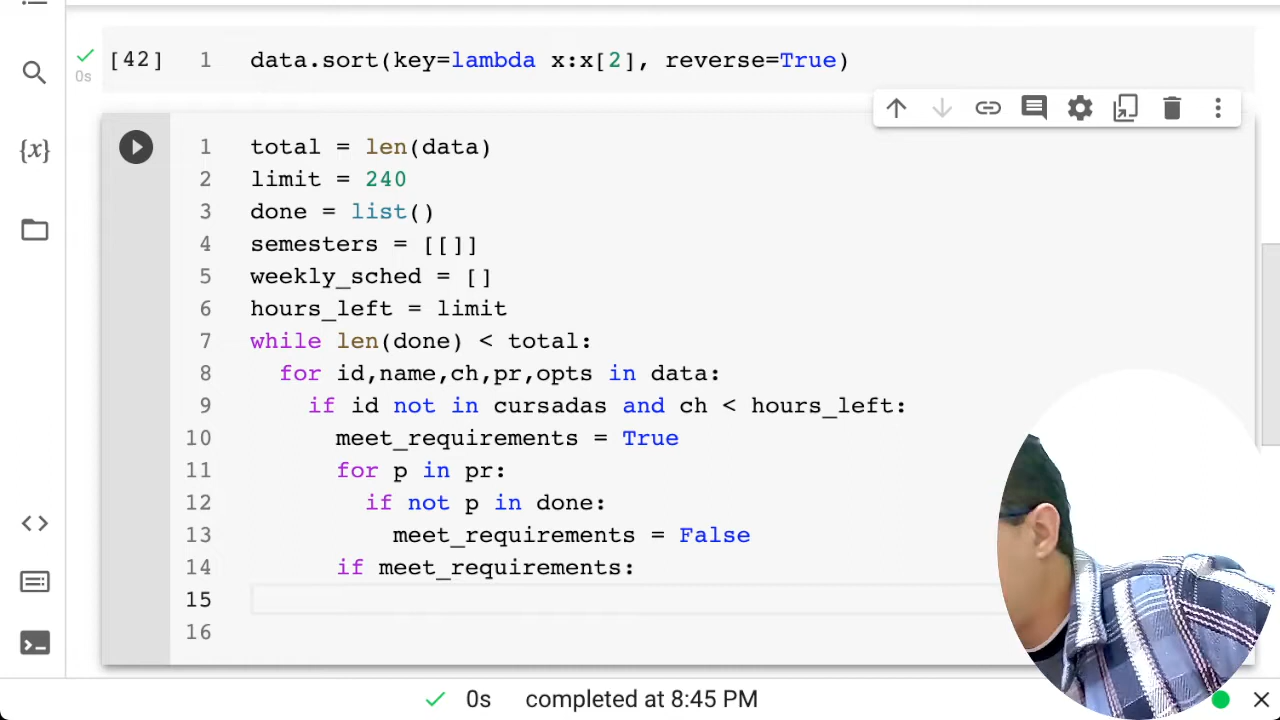 [42] 1 data.sort(key=lambda x:x[2], reverse=True)
0s
{x}
1 total = len(data)
2 limit = 240
3 done = list()
4 semesters = [[]]
5 weekly_sched = []
6 hours_left = limit
7 while len(done) < total:
8 for id,name,ch,pr,opts in data:
9 if id not in cursadas and ch < hours_left:
10 meet_requirements = True
11 for p in pr:
12 if not p in done:
13 meet_requirements = False
14 if meet_requirements:
15
16
0s completed at 8:45 PM